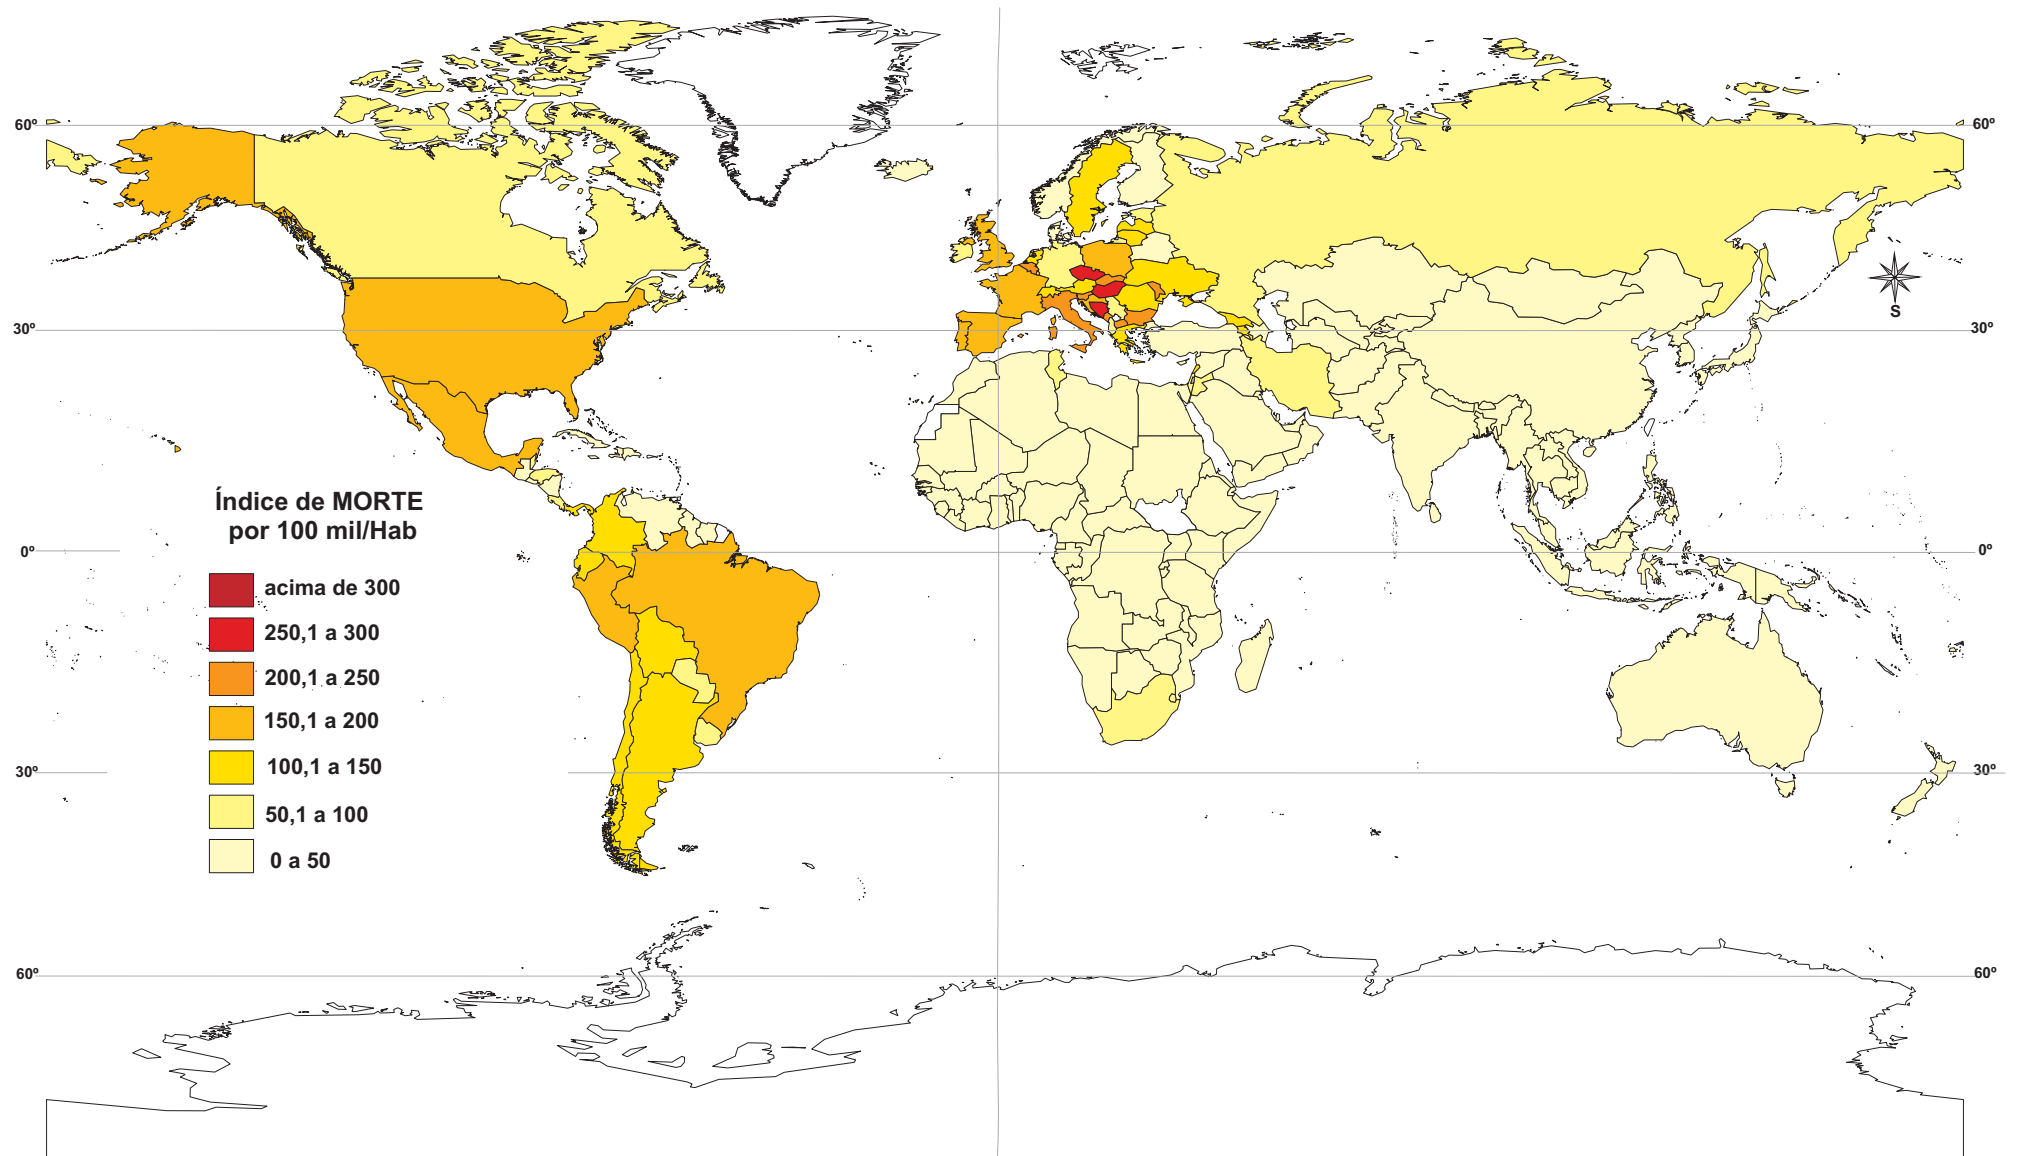 60º
60º
S
30º
30º
Índice de MORTE
por 100 mil/Hab
0º
0º
acima de 300
250,1 a 300
200,1 a 250
150,1 a 200
100,1 a 150
30º
30º
50,1 a 100
0 a 50
60º
60º